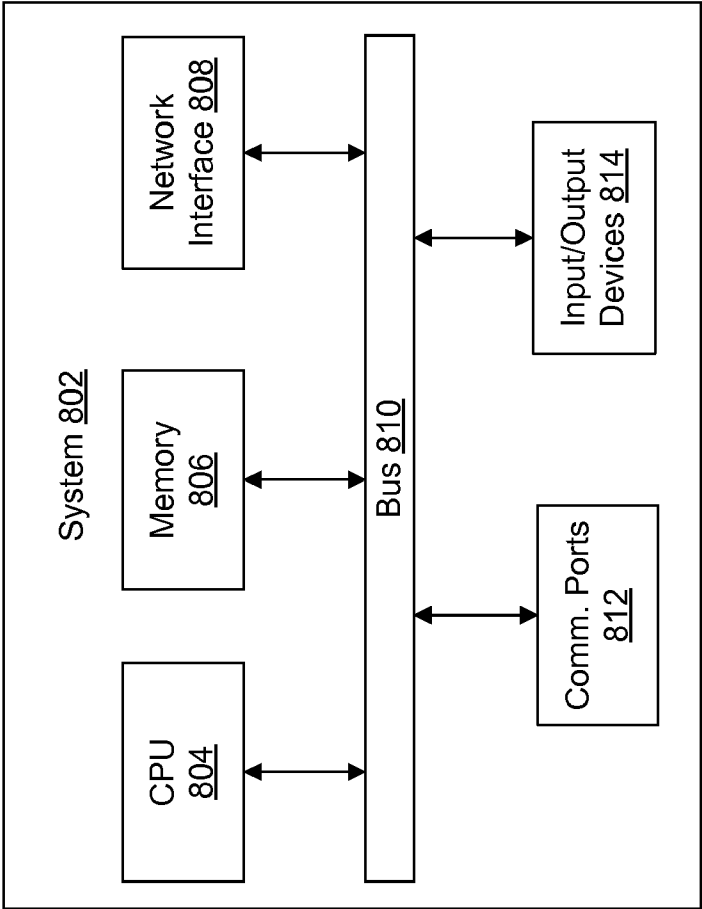 System 802
CPU
804
Memory
806
Network
Interface 808
Bus 810
Comm. Ports
812
Input/Output
Devices 814